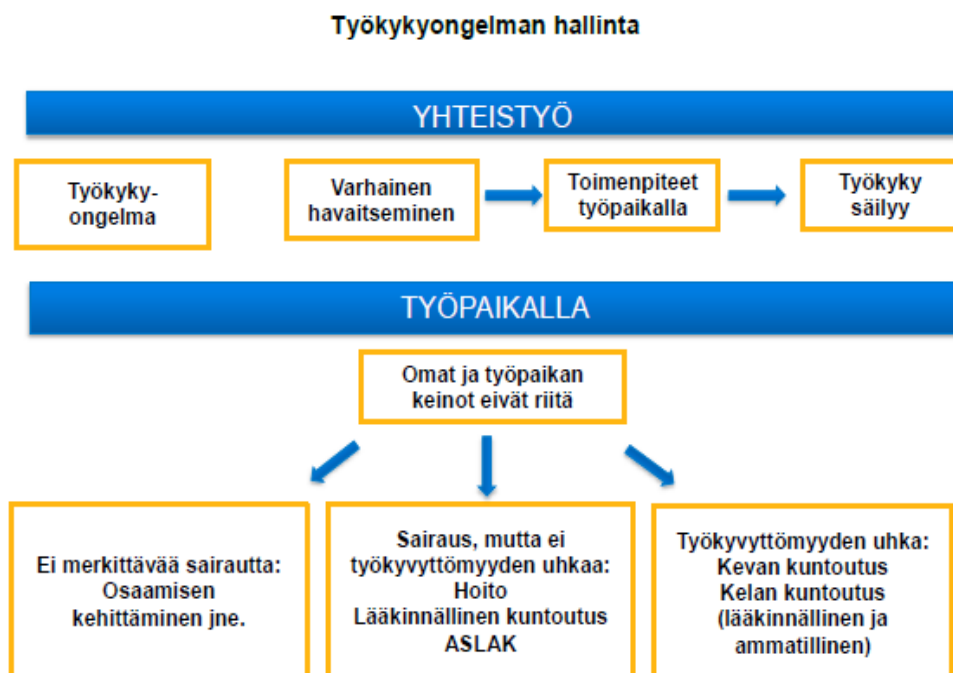 Työkykyongelman hallinta
YHTEISTYÖ
Työkyky-
ongelma
Varhainen
havaitseminen
Toimenpiteet
työpaikalla
Työkyky
säilyy
TYÖPAIKALLA
Omat ja työpaikan
keinot eivät riitä
Ei merkittävää sairautta:
Osaamisen
kehittäminen jne.
Sairaus, mutta ei
työkyvyttömyyden uhkaa:
Hoito
Lääkinnällinen kuntoutus
ASLAK
Työkyvyttömyyden uhka:
Kevan kuntoutus
Kelan kuntoutus
(lääkinnällinen ja
ammatillinen)